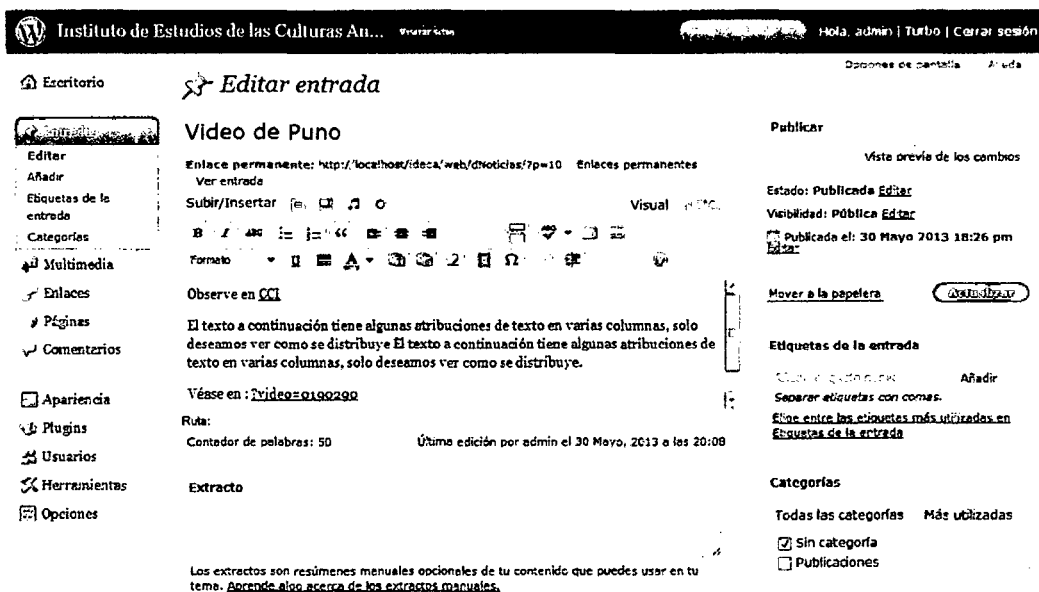 Instituto de Estudios de las Culturas An...
Hola, admin | Turbo | Cerrar sesión
Opciones de pantalla Ayuda
Escritorio
Editar
Añadir
Etiquetas de la
entrada
Categorías
Multimedia
Enlaces
Páginas
Comentarios
Apariencia
Plugins
Usuarios
Herramientas
Opciones
Editar entrada
Video de Puno
Enlace permanente: http://localhost/ideca/web/dNoticias/?p=10 Enlaces permanentes
Ver entrada
Subir/Insertar
Visual
B I ABC
Formato
Observe en CCI
El texto a continuación tiene algunas atribuciones de texto en varias columnas, solo
deseamos ver como se distribuye El texto a continuación tiene algunas atribuciones de
texto en varias columnas, solo deseamos ver como se distribuye.
Véase en : ?video=0190290
Ruta:
Contador de palabras: 50 Última edición por admin el 30 Mayo, 2013 a las 20:08
Extracto
Los extractos son resúmenes manuales opcionales de tu contenido que puedes usar en tu
tema. Aprende algo acerca de los extractos manuales.
Publicar
Vista previa de los cambios
Estado: Publicada Editar
Visibilidad: Pública Editar
Publicada el: 30 Mayo 2013 18:26 pm
Editar
Mover a la papelera Actualizar
Etiquetas de la entrada
Añadir
Separar etiquetas con comas.
Elige entre las etiquetas más utilizadas en
Etiquetas de la entrada
Categorías
Todas las categorías Más utilizadas
Sin categoría
Publicaciones